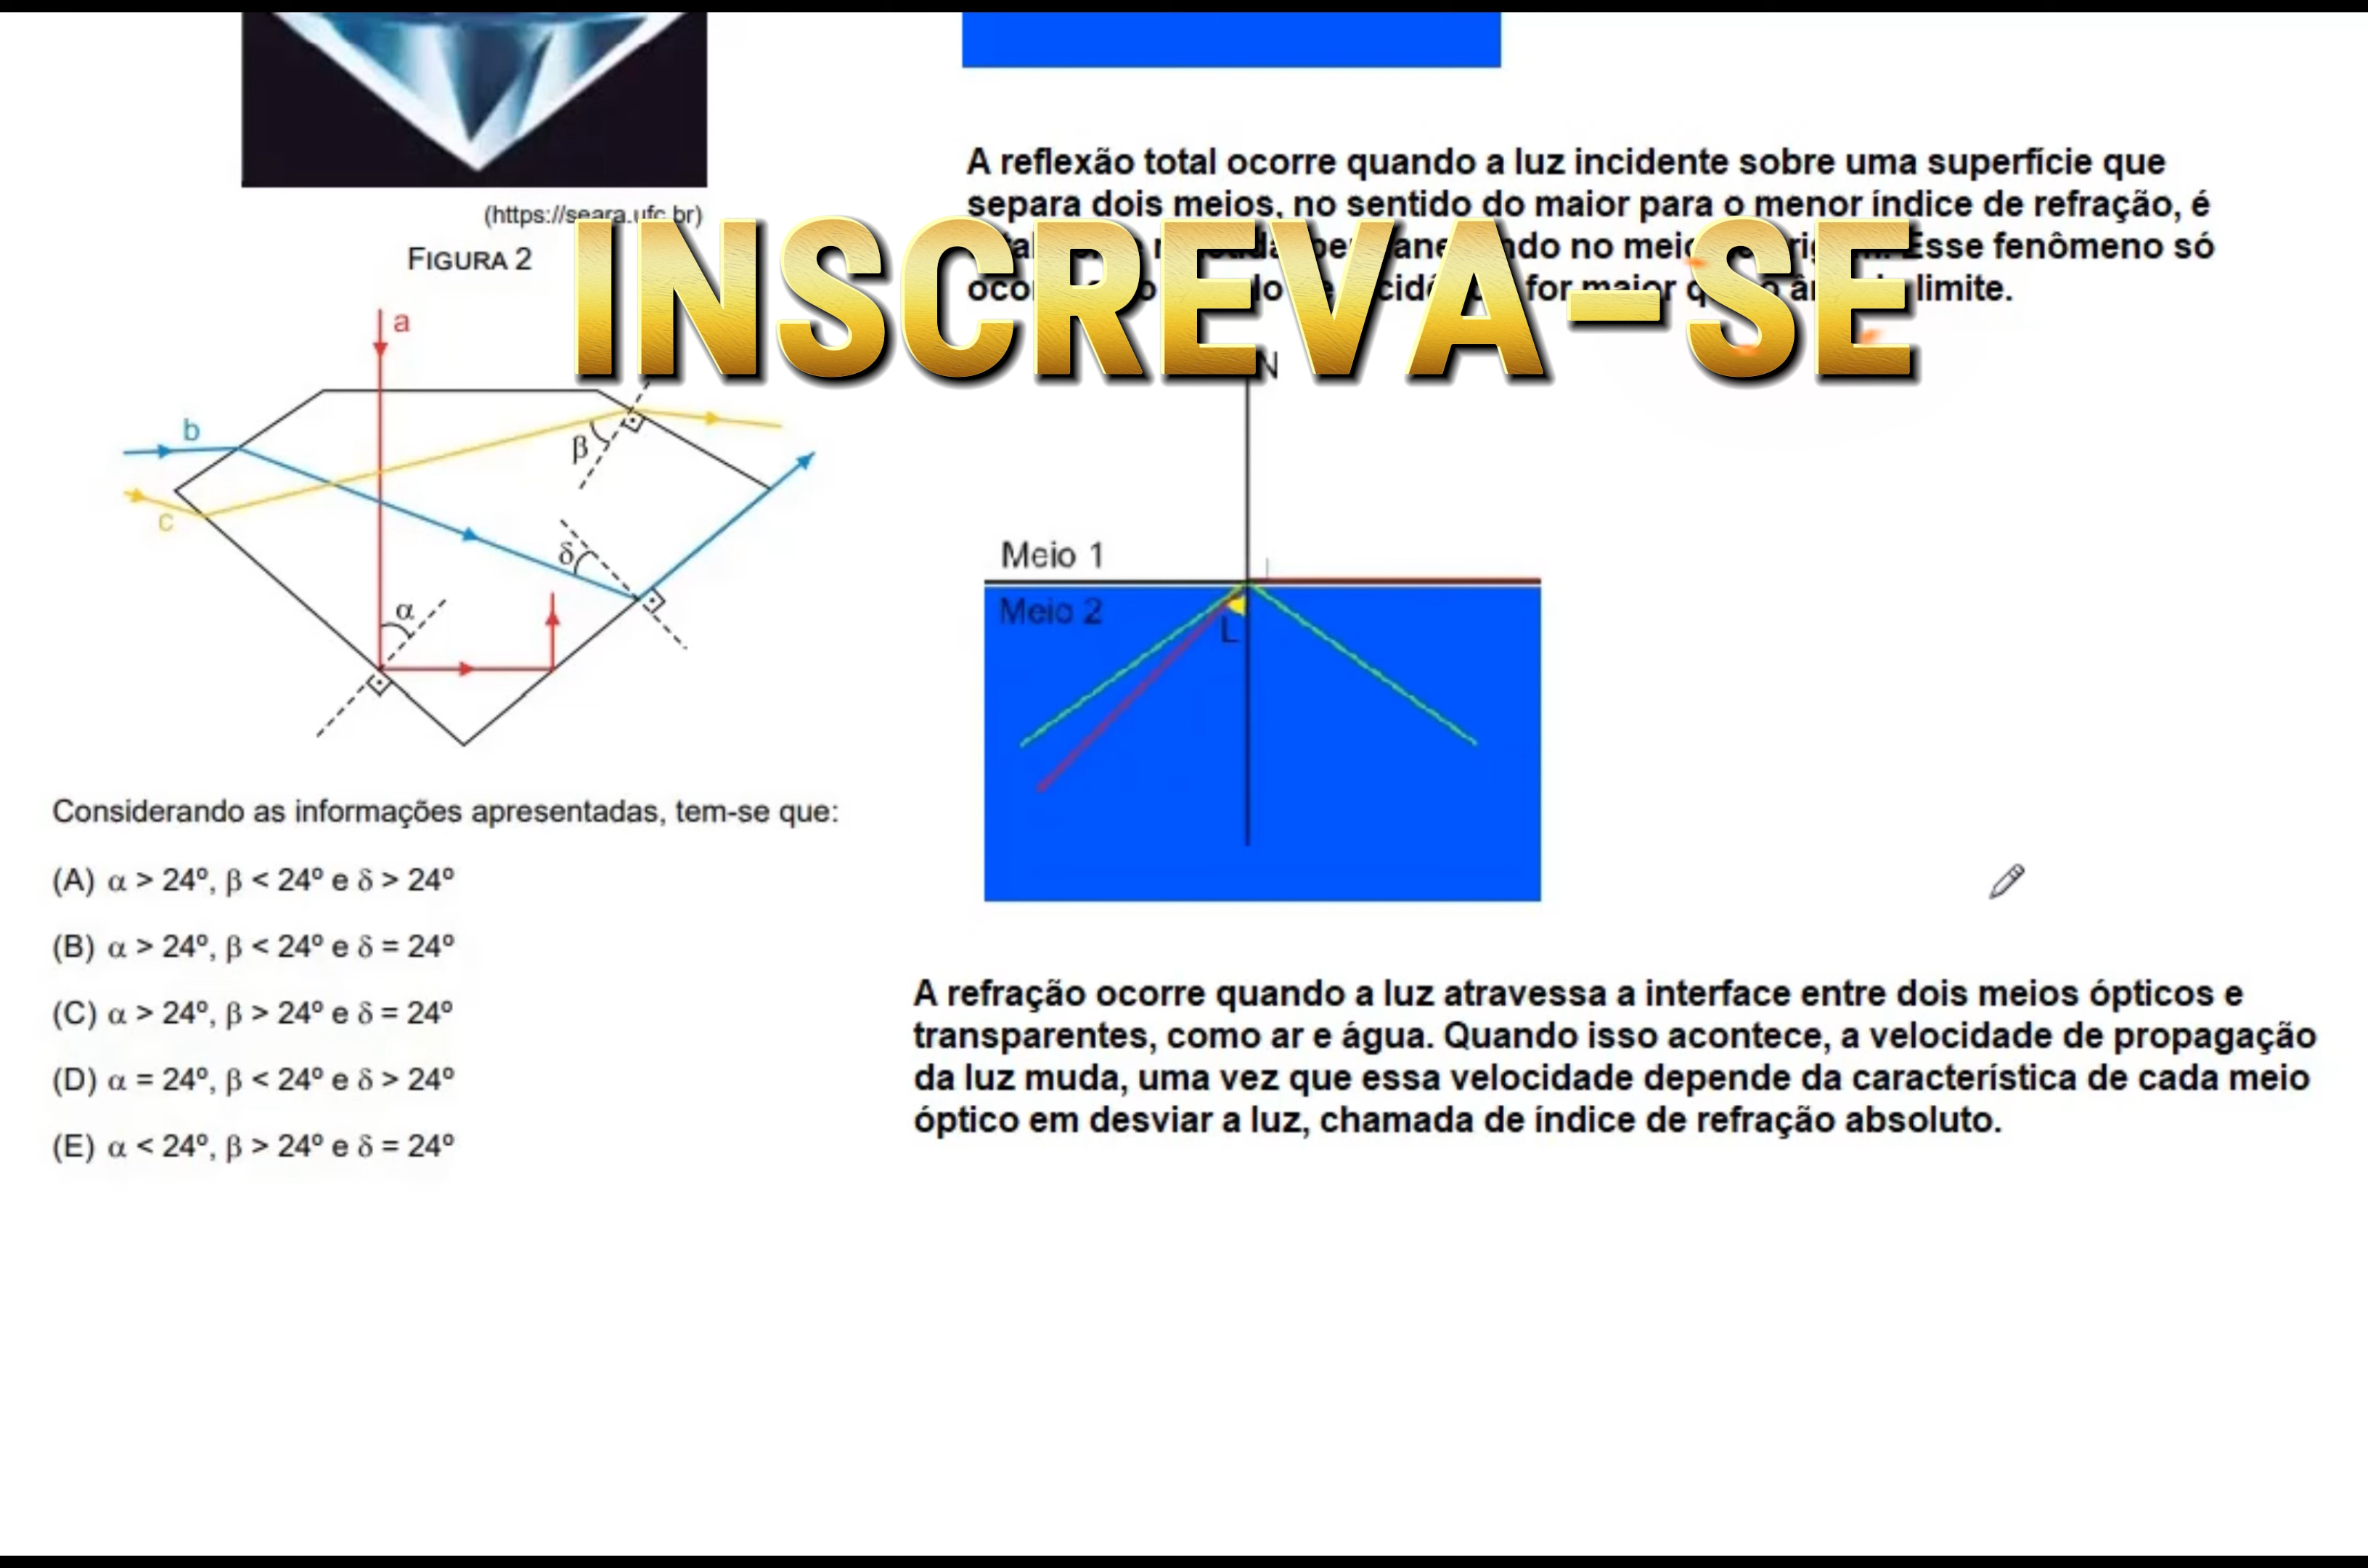 (https://seara.ufc.br)
FIGURA 2
a
b
c
β
δ
α
Considerando as informações apresentadas, tem-se que:
(A) α > 24º, β < 24º e δ > 24º
(B) α > 24º, β < 24º e δ = 24º
(C) α > 24º, β > 24º e δ = 24º
(D) α = 24º, β < 24º e δ > 24º
(E) α < 24º, β > 24º e δ = 24º
A reflexão total ocorre quando a luz incidente sobre uma superfície que
separa dois meios, no sentido do maior para o menor índice de refração, é
no meio Esse fenômeno só
for maior limite.
INSCREVA-SE
N
Meio 1
Meio 2
L
A refração ocorre quando a luz atravessa a interface entre dois meios ópticos e
transparentes, como ar e água. Quando isso acontece, a velocidade de propagação
da luz muda, uma vez que essa velocidade depende da característica de cada meio
óptico em desviar a luz, chamada de índice de refração absoluto.